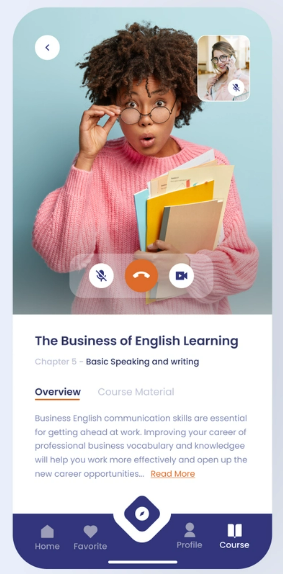 The Business of English Learning
Chapter 5 - Basic Speaking and writing
Overview Course Material
Business English communication skills are essential
for getting ahead at work. Improving your career of
professional business vocabulary and knowledgee
will help you work more effectively and open up the
new career opportunities... Read More
Home Favorite Profile Course